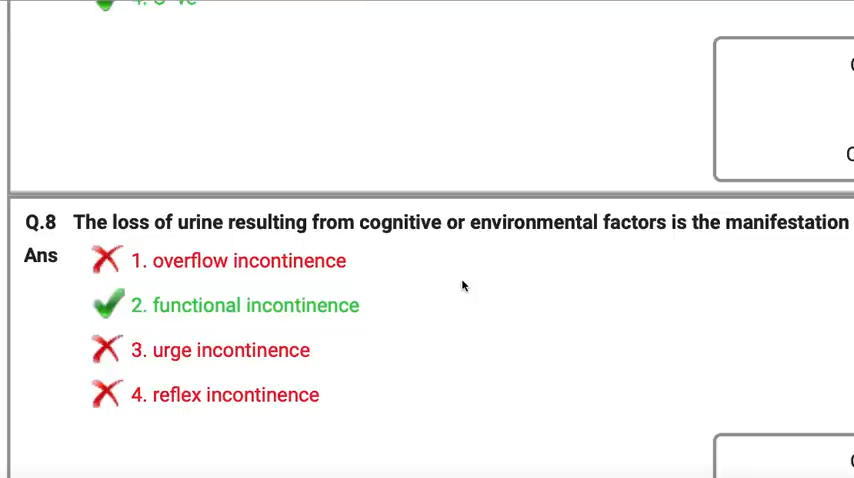 Q.8 The loss of urine resulting from cognitive or environmental factors is the manifestation
Ans
1. overflow incontinence
2. functional incontinence
3. urge incontinence
4. reflex incontinence